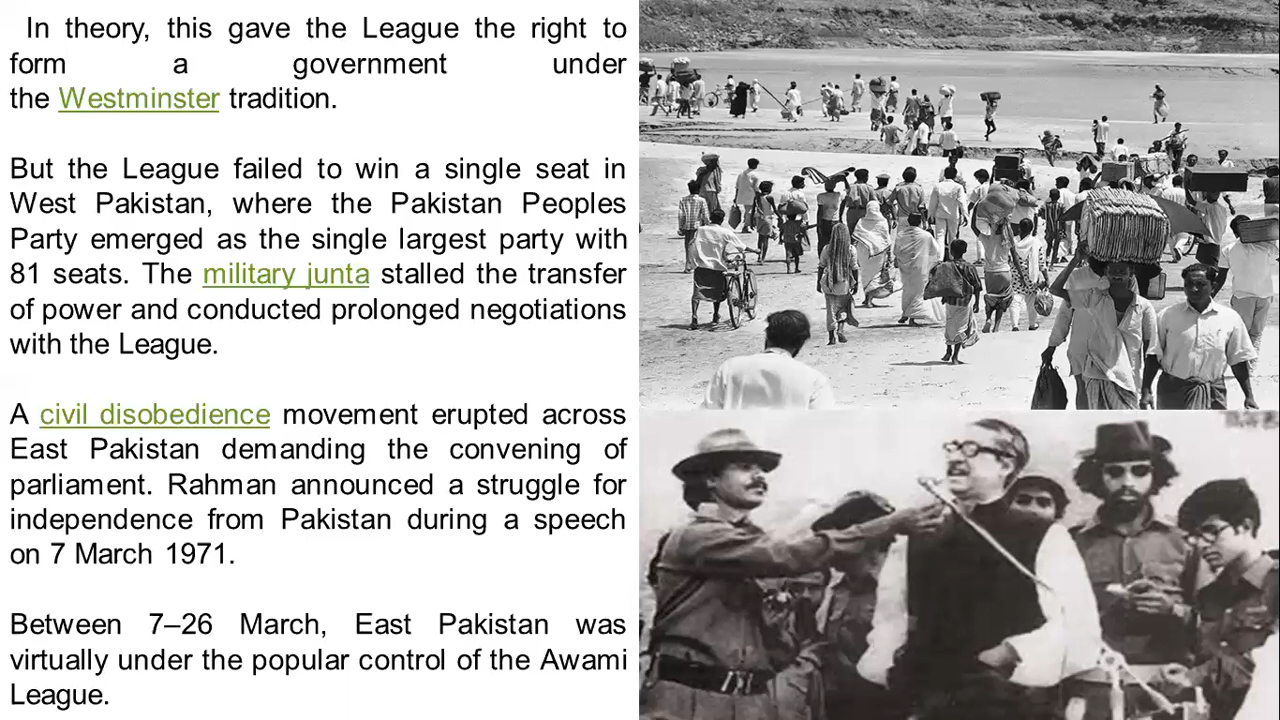 In theory, this gave the League the right to
form a government under
the Westminster tradition.
But the League failed to win a single seat in
West Pakistan, where the Pakistan Peoples
Party emerged as the single largest party with
81 seats. The military junta stalled the transfer
of power and conducted prolonged negotiations
with the League.
A civil disobedience movement erupted across
East Pakistan demanding the convening of
parliament. Rahman announced a struggle for
independence from Pakistan during a speech
on 7 March 1971.
Between 7–26 March, East Pakistan was
virtually under the popular control of the Awami
League.